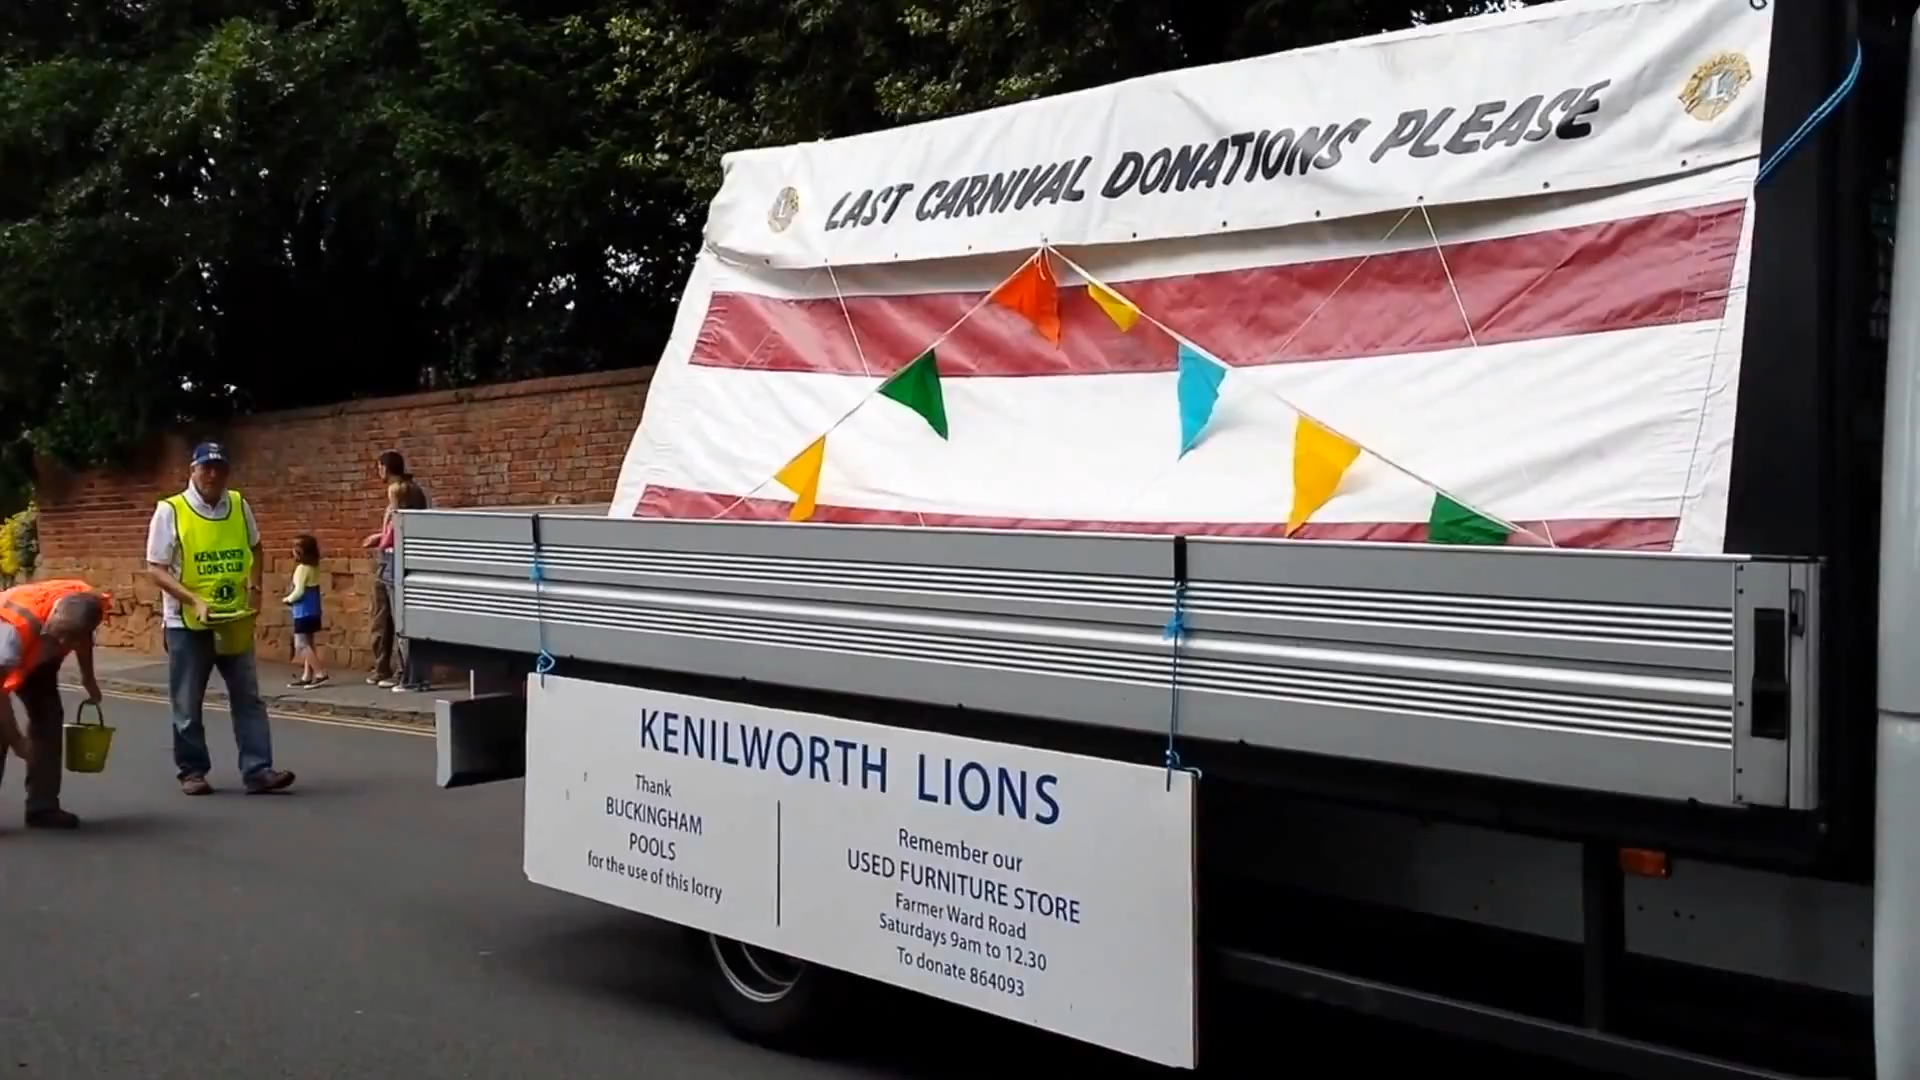 LAST CARNIVAL DONATIONS PLEASE
L
L
KENILWORTH
LIONS CLUB
L
KENILWORTH LIONS
Thank
BUCKINGHAM
POOLS
for the use of this lorry
Remember our
USED FURNITURE STORE
Farmer Ward Road
Saturdays 9am to 12.30
To donate 864093